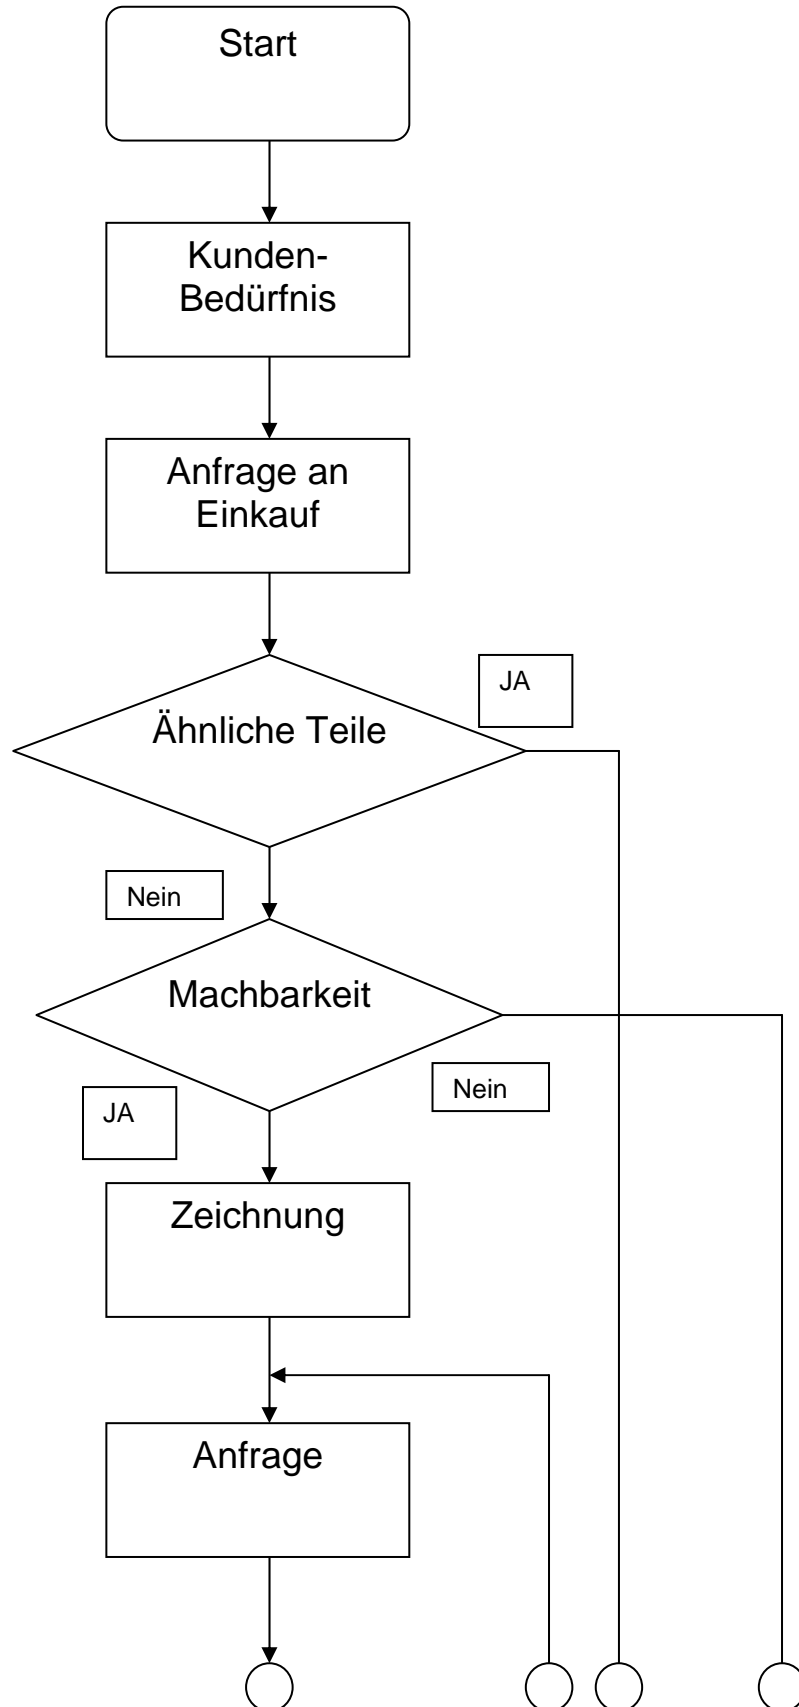 Start
Kunden-
Bedürfnis
Anfrage an
Einkauf
JA
Ähnliche Teile
Nein
Machbarkeit
Nein
JA
Zeichnung
Anfrage